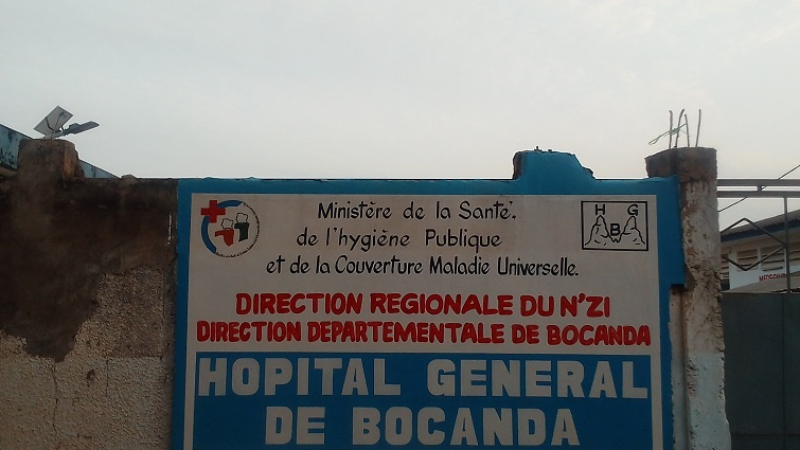 Ministère de la Santé,
de l'hygiène Publique
et de la Couverture Maladie Universelle.
H G
B
DIRECTION REGIONALE DU N'ZI
DIRECTION DEPARTEMENTALE DE BOCANDA
HOPITAL GENERAL
DE BOCANDA